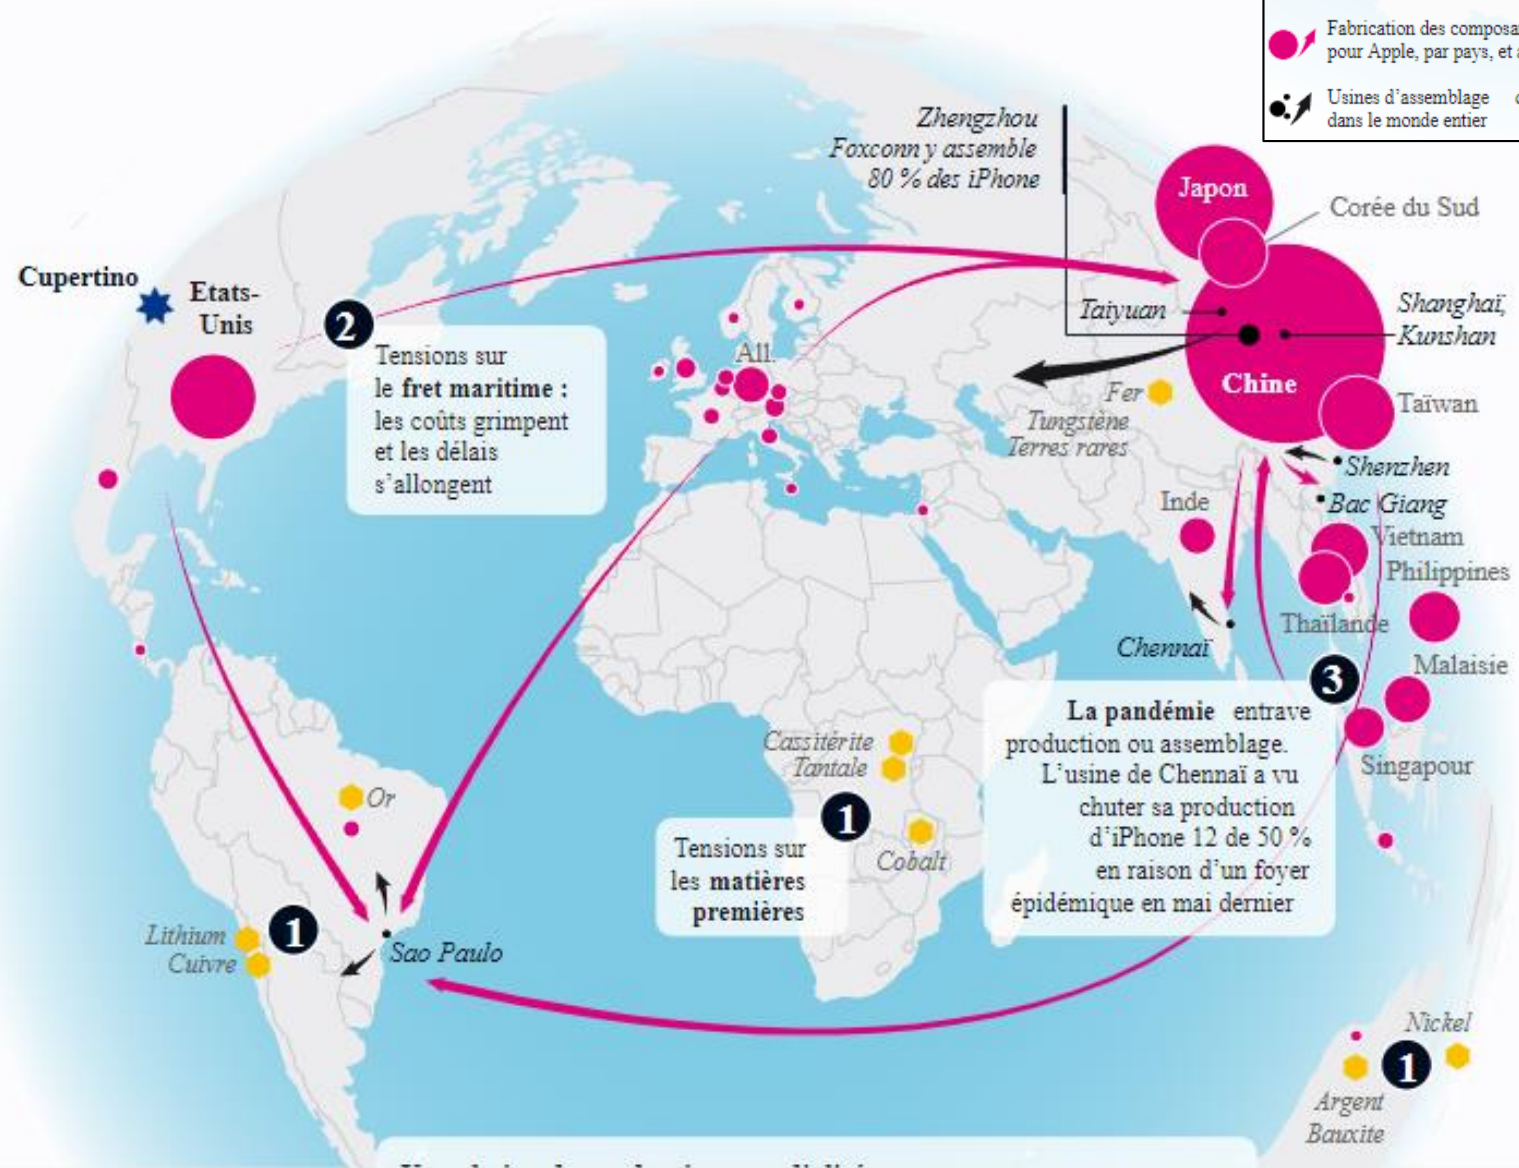 Fabrication des
pour Apple, par pays, et
Usines d'assemblage
dans le monde entier
Zhengzhou
Foxconn y assemble
80 % des iPhone
Japon
Corée du Sud
Cupertino
Etats-
Unis
2
Tensions sur
le fret maritime :
les coûts grimpent
et les délais
s'allongent
All.
Taiyuan
Shanghaï,
Kunshan
Chine
Fer
Tungstène
Terres rares
Taïwan
Shenzhen
Bac Giang
Inde
Vietnam
Philippines
Thaïlande
Chennaï
Malaisie
3
La pandémie entrave
production ou assemblage.
L'usine de Chennaï a vu
chuter sa production
d'iPhone 12 de 50 %
en raison d'un foyer
épidémique en mai dernier
Singapour
Cassitérite
Tantale
1
Tensions sur
les matières
premières
Cobalt
Or
Lithium
Cuivre
1
Sao Paulo
Nickel
1
Argent
Bauxite